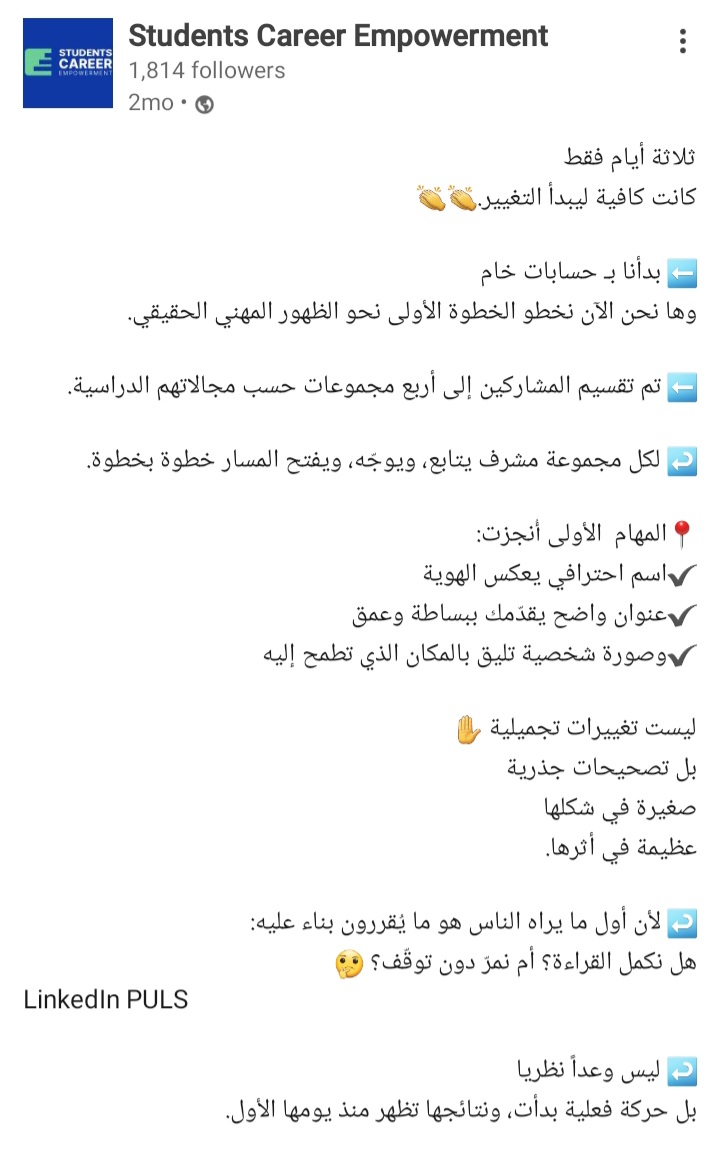 STUDENTS
CAREER
EMPOWERMENT
Students Career Empowerment
1,814 followers
2mo •
ثلاثة أيام فقط
كانت كافية ليبدأ التغيير.👏👏
⬅️ بدأنا بـ حسابات خام
وها نحن الآن نخطو الخطوة الأولى نحو الظهور المهني الحقيقي.
⬅️ تم تقسيم المشاركين إلى أربع مجموعات حسب مجالاتهم الدراسية.
↩️ لكل مجموعة مشرف يتابع، ويوجّه، ويفتح المسار خطوة بخطوة.
📍المهام الأولى أنجزت:
✔️اسم احترافي يعكس الهوية
✔️عنوان واضح يقدّمك ببساطة وعمق
✔️وصورة شخصية تليق بالمكان الذي تطمح إليه
ليست تغييرات تجميلية ✋
بل تصحيحات جذرية
صغيرة في شكلها
عظيمة في أثرها.
↩️ لأن أول ما يراه الناس هو ما يُقررون بناء عليه:
هل نكمل القراءة؟ أم نمرّ دون توقّف؟ 🤔
LinkedIn PULS
↩️ ليس وعداً نظريا
بل حركة فعلية بدأت، ونتائجها تظهر منذ يومها الأول.